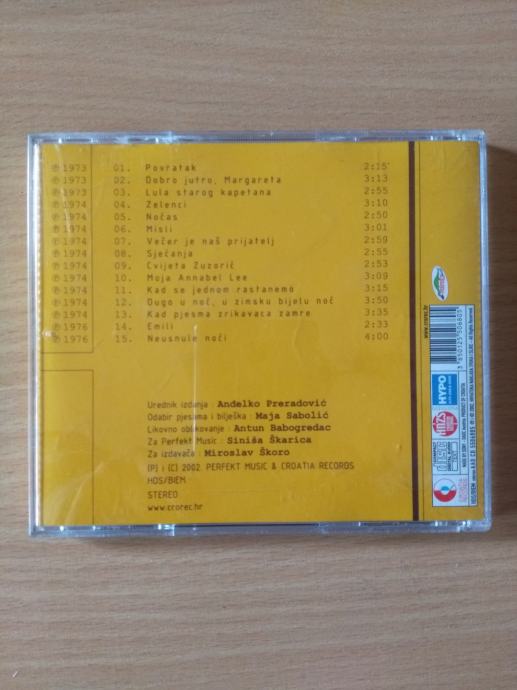 ℗1973 01. Povratak 2:15
℗1973 02. Dobro jutro, Margareta 3:13
℗1973 03. Lula starog kapetana 2:55
℗1974 04. Zelenci 3:10
℗1974 05. Noćas 2:50
℗1974 06. Misli 3:01
℗1974 07. Večer je naš prijatelj 2:59
℗1974 08. Sjećanja 2:55
℗1974 09. Cvijeta Zuzorić 2:53
℗1974 10. Moja Annabel Lee 3:09
℗1974 11. Kad se jednom rastanemo 3:15
℗1974 12. Dugo u noć, u zimsku bijelu noć 3:50
℗1974 13. Kad pjesma zrikavaca zamre 3:35
℗1976 14. Emili 2:33
℗1976 15. Neusnule noći 4:00
Urednik izdanja : Anđelko Preradović
Odabir pjesama i bilješka : Maja Sabolić
Likovno oblikovanje : Antun Babogredac
Za Perfekt Music : Siniša Škarica
Za izdavača : Miroslav Škoro
(P) i (C) 2002. PERFEKT MUSIC & CROATIA RECORDS
HDS/BIEM
STEREO
www.crorec.hr
www.crorec.hr
HYPO
HNZS